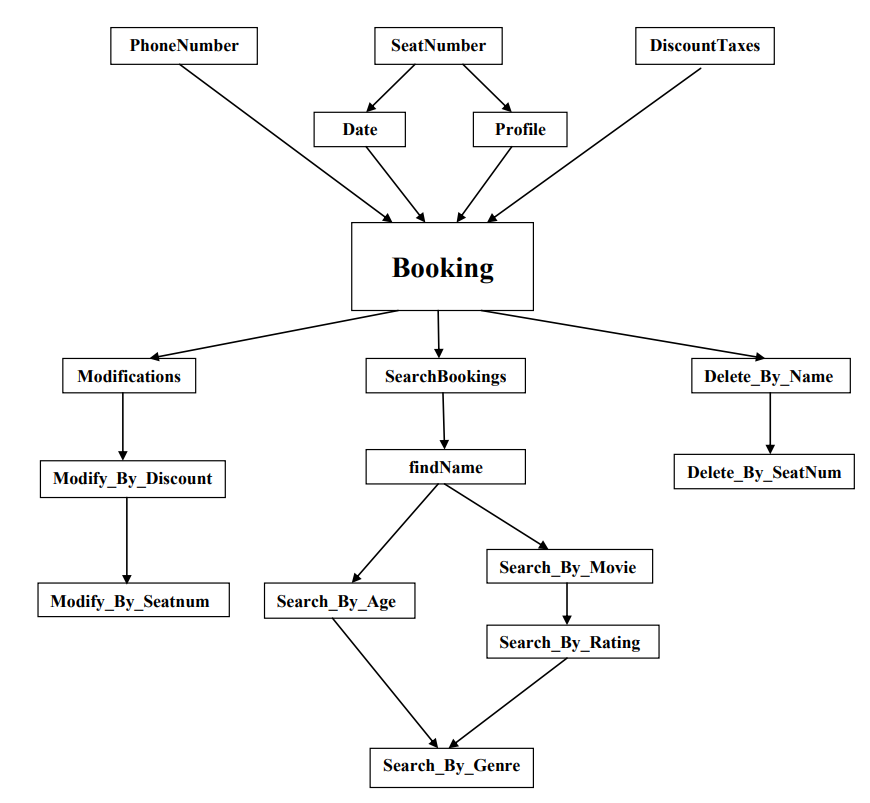 PhoneNumber
SeatNumber
DiscountTaxes
Date
Profile
Booking
Modifications
SearchBookings
Delete_By_Name
Modify_By_Discount
findName
Delete_By_SeatNum
Search_By_Movie
Modify_By_Seatnum
Search_By_Age
Search_By_Rating
Search_By_Genre